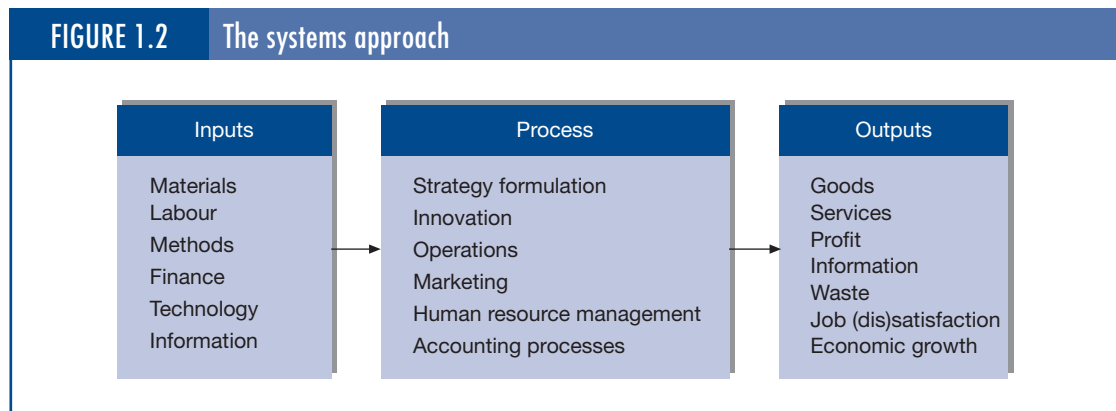 FIGURE 1.2 The systems approach
Inputs
Materials
Labour
Methods
Finance
Technology
Information
Process
Strategy formulation
Innovation
Operations
Marketing
Human resource management
Accounting processes
Outputs
Goods
Services
Profit
Information
Waste
Job (dis)satisfaction
Economic growth